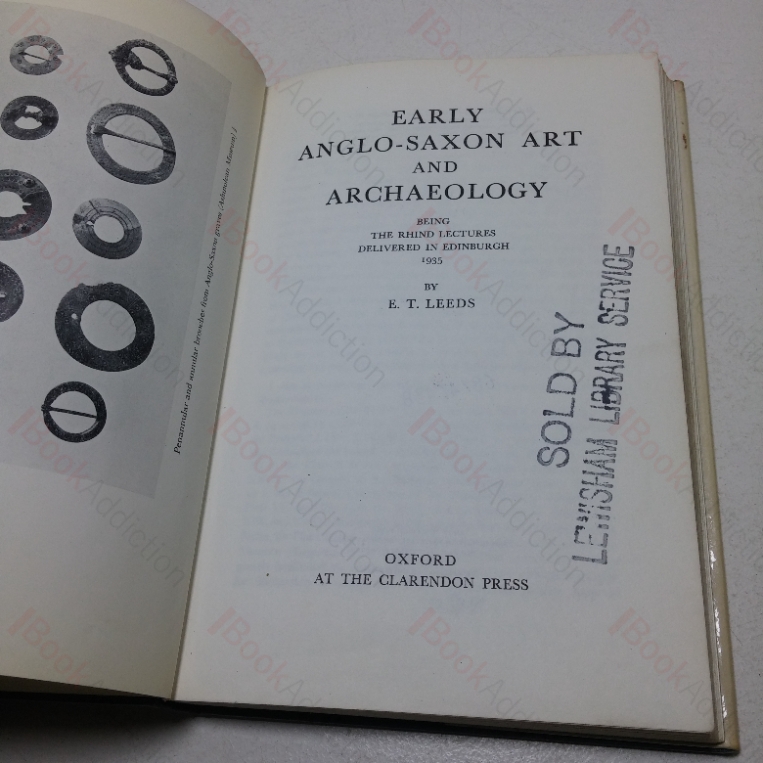 Penannular and annular brooches from Anglo-Saxon graves (Ashmolean Museum)
EARLY
ANGLO-SAXON ART
AND
ARCHAEOLOGY
BEING
THE RHIND LECTURES
DELIVERED IN EDINBURGH
1935
BY
E. T. LEEDS
SOLD BY
LEWISHAM LIBRARY SERVICE
OXFORD
AT THE CLARENDON PRESS
BookAddiction